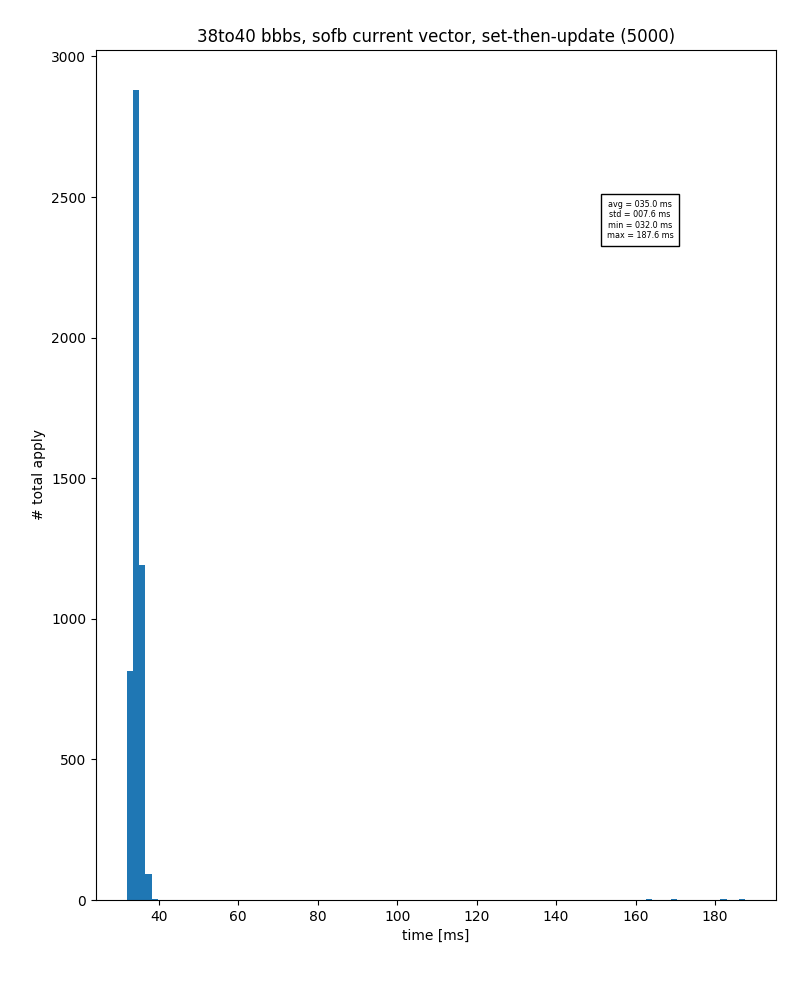 38to40 bbbs, sofb current vector, set-then-update (5000)
3000
2500
2000
1500
1000
500
0
# total apply
avg = 035.0 ms
std = 007.6 ms
min = 032.0 ms
max = 187.6 ms
40 60 80 100 120 140 160 180
time [ms]